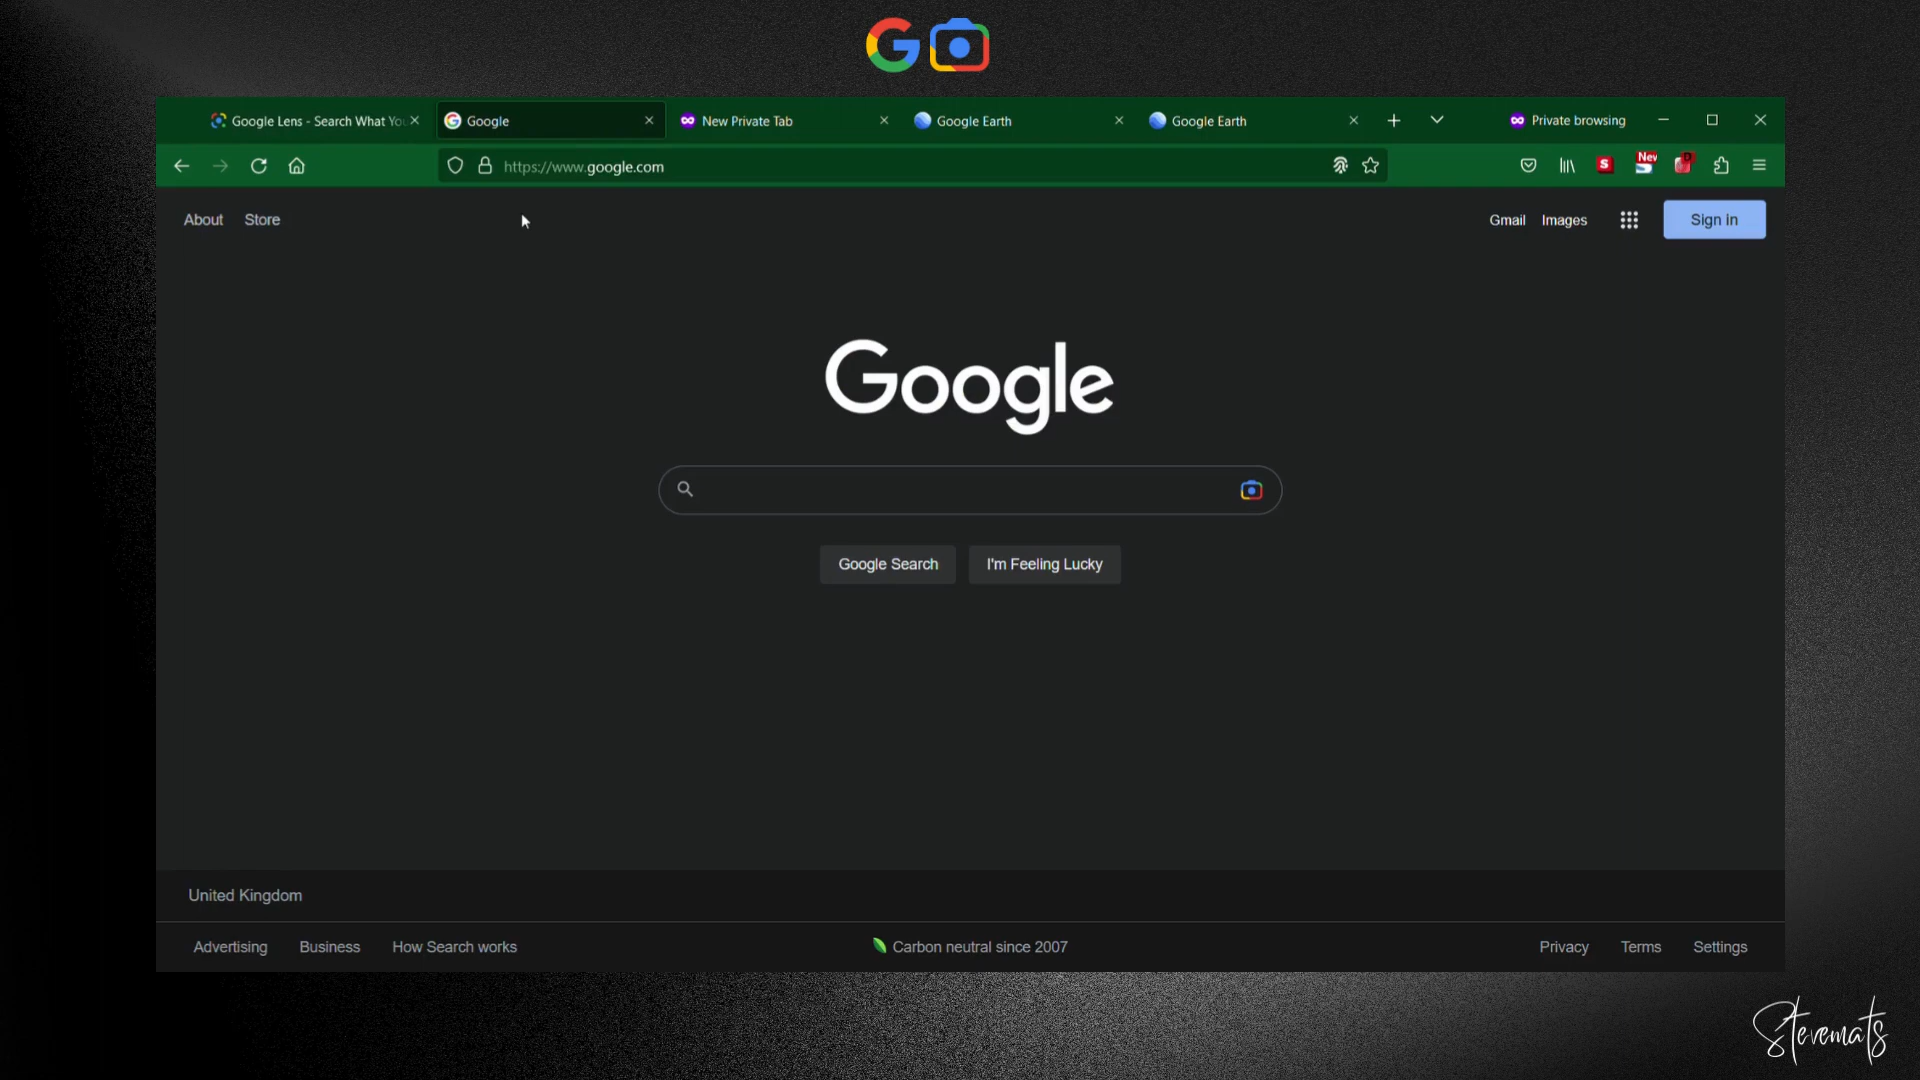 Google Lens - Search What You
Google
New Private Tab
Google Earth
Google Earth
Private browsing
https://www.google.com
S
New
D
About
Store
Gmail
Images
Sign in
Google
Google Search
I'm Feeling Lucky
United Kingdom
Advertising
Business
How Search works
Carbon neutral since 2007
Privacy
Terms
Settings
Stevemats